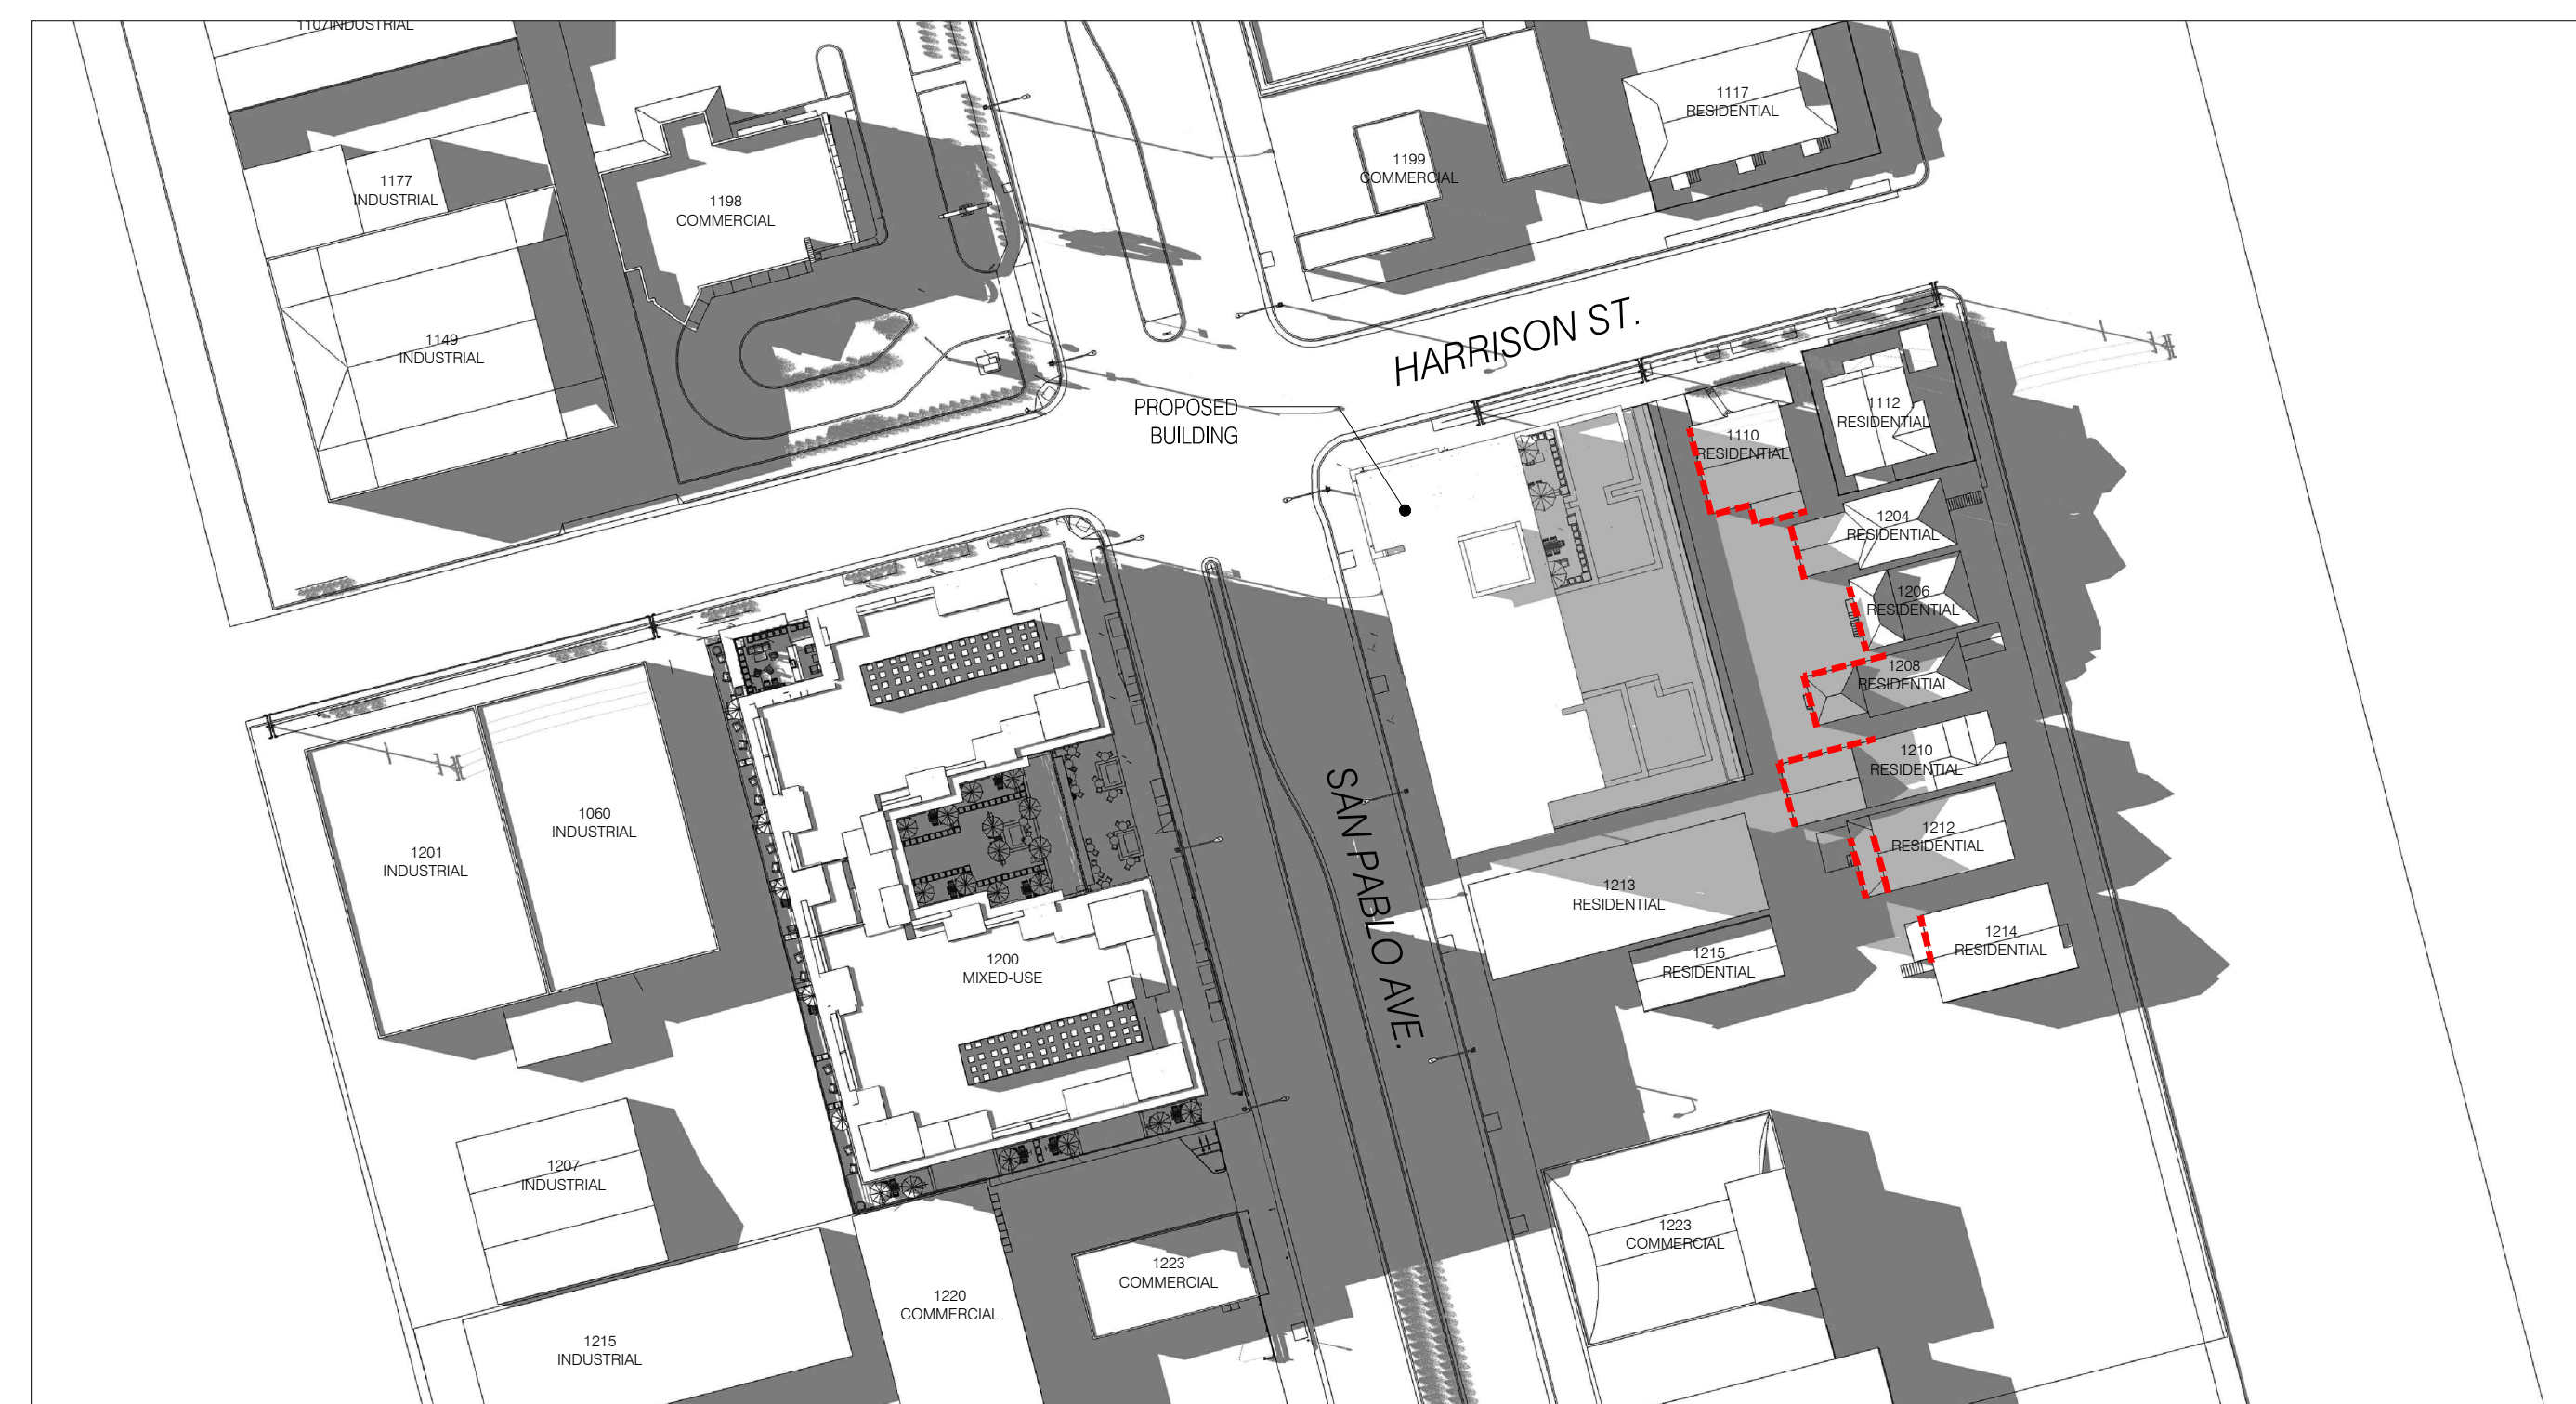 1107INDUSTRIAL
1177
INDUSTRIAL
1198
COMMERCIAL
1199
COMMERCIAL
1117
RESIDENTIAL
1149
INDUSTRIAL
HARRISON ST.
PROPOSED
BUILDING
1110
RESIDENTIAL
1112
RESIDENTIAL
1204
RESIDENTIAL
1206
RESIDENTIAL
1208
RESIDENTIAL
1210
RESIDENTIAL
1212
RESIDENTIAL
1213
RESIDENTIAL
1214
RESIDENTIAL
1215
RESIDENTIAL
SAN PABLO AVE.
1060
INDUSTRIAL
1201
INDUSTRIAL
1200
MIXED-USE
1207
INDUSTRIAL
1223
COMMERCIAL
1223
COMMERCIAL
1220
COMMERCIAL
1215
INDUSTRIAL